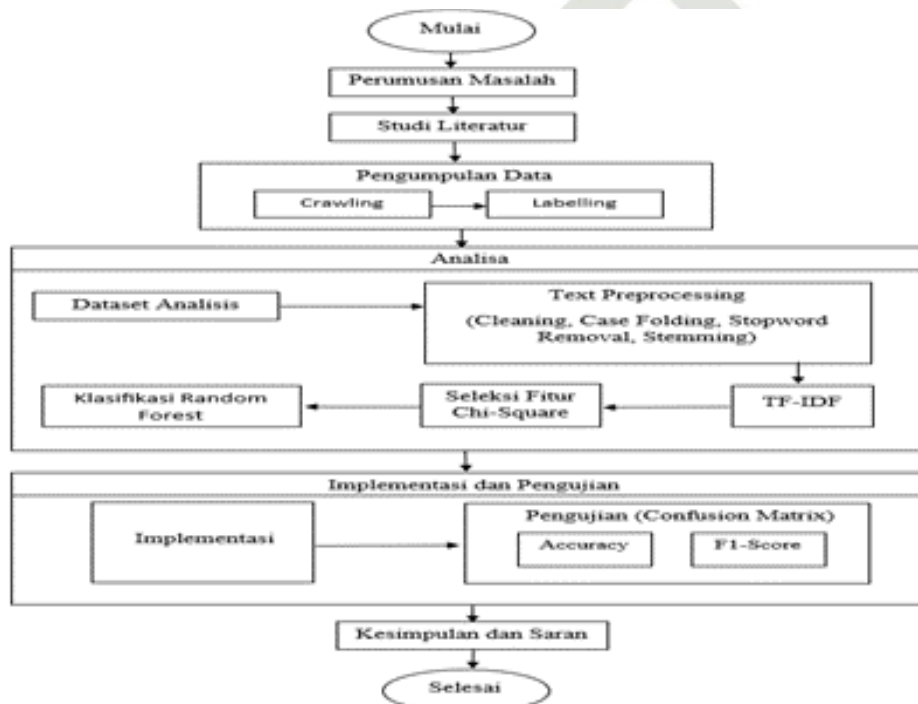 Mulai
Perumusan Masalah
Studi Literatur
Pengumpulan Data
Crawling
Labelling
Analisa
Dataset Analisis
Text Preprocessing
(Cleaning, Case Folding, Stopword
Removal, Stemming)
Klasifikasi Random
Forest
Seleksi Fitur
Chi-Square
TF-IDF
Implementasi dan Pengujian
Implementasi
Pengujian (Confusion Matrix)
Accuracy
F1-Score
Kesimpulan dan Saran
Selesai